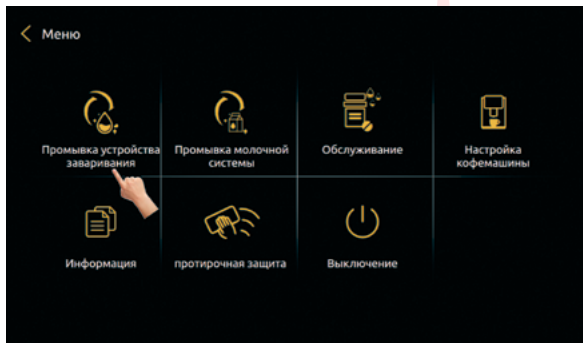 Меню
Промывка устройства
заваривания
Промывка молочной
системы
Обслуживание
Настройка
кофемашины
Информация
протирочная защита
Выключение